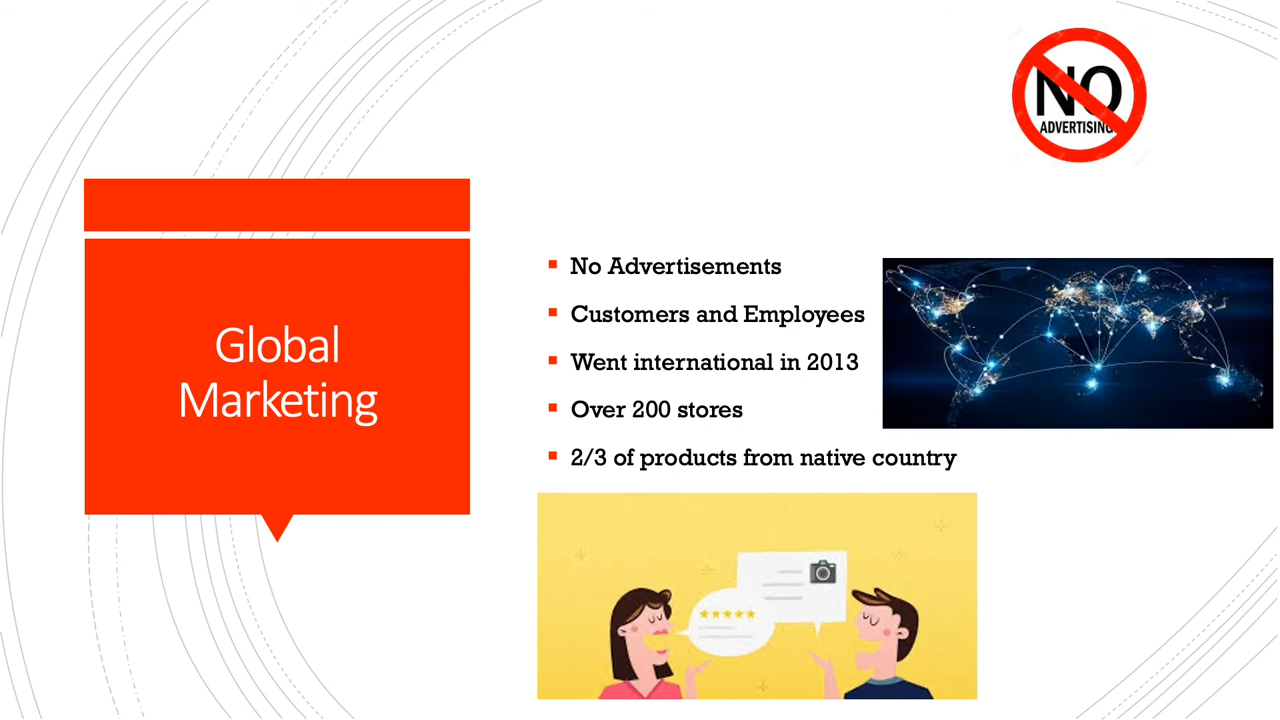 NO
ADVERTISING
Global
Marketing
No Advertisements
Customers and Employees
Went international in 2013
Over 200 stores
2/3 of products from native country